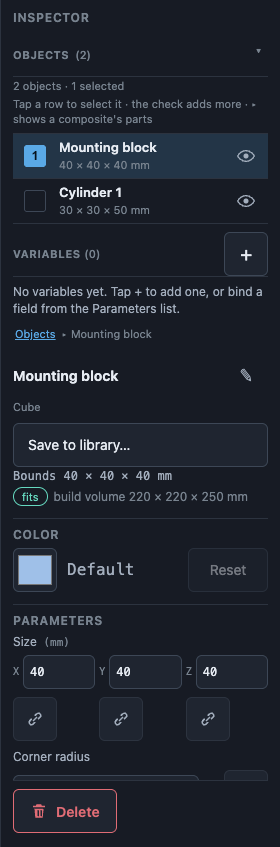 INSPECTOR
OBJECTS (2)
2 objects · 1 selected
Tap a row to select it · the check adds more · ▸
shows a composite's parts
1
Mounting block
40 × 40 × 40 mm
Cylinder 1
30 × 30 × 50 mm
VARIABLES (0)
+
No variables yet. Tap + to add one, or bind a
field from the Parameters list.
Objects ▸ Mounting block
Mounting block
Cube
Save to library...
Bounds 40 × 40 × 40 mm
fits build volume 220 × 220 × 250 mm
COLOR
Default Reset
PARAMETERS
Size (mm)
X 40 Y 40 Z 40
Corner radius
Delete